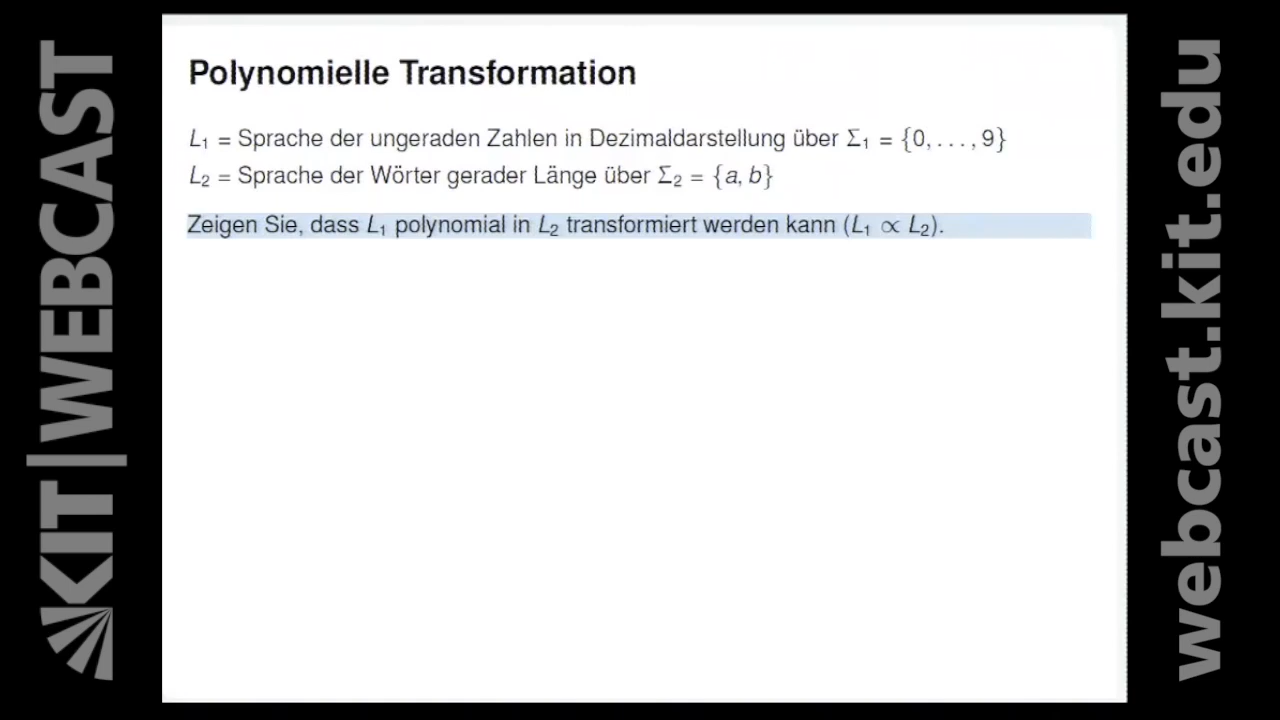 KIT|WEBCAST
Polynomielle Transformation
L₁ = Sprache der ungeraden Zahlen in Dezimaldarstellung über Σ₁ = {0, . . . , 9}
L₂ = Sprache der Wörter gerader Länge über Σ₂ = {a, b}
Zeigen Sie, dass L₁ polynomial in L₂ transformiert werden kann (L₁ ∝ L₂).
webcast.kit.edu